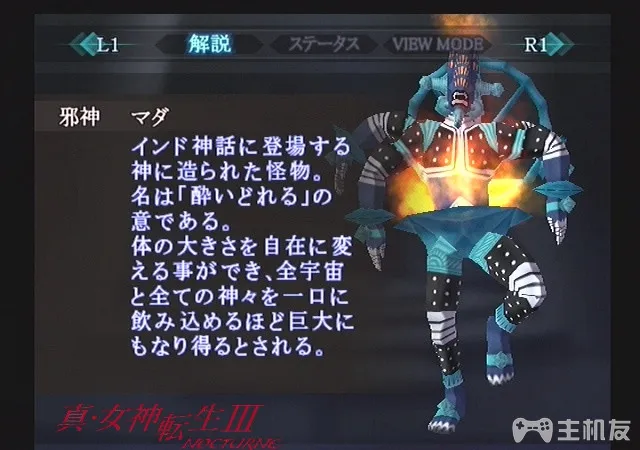 L1 解説 ステータス VIEW MODE R1
邪神 マダ
インド神話に登場する
神に造られた怪物。
名は「酔いどれる」の
意である。
体の大きさを自在に変
える事ができ、全宇宙
と全ての神々を一口に
飲み込めるほど巨大に
もなり得るとされる。
真・女神転生III
NOCTURNE
主机友